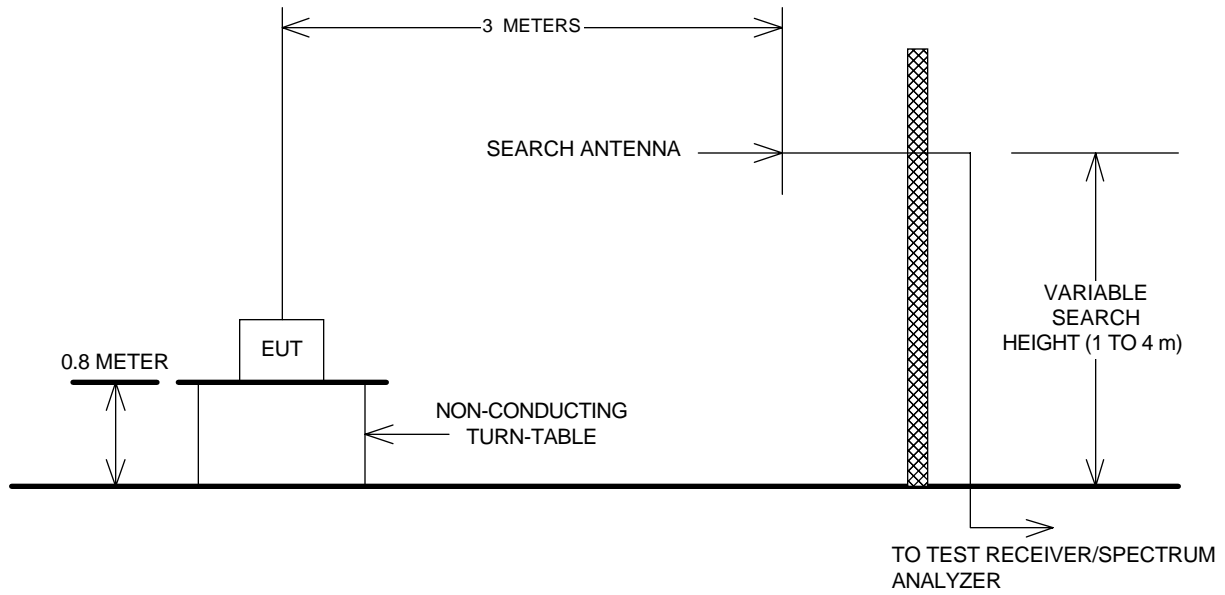 3 METERS
SEARCH ANTENNA
VARIABLE
SEARCH
HEIGHT (1 TO 4 m)
EUT
0.8 METER
NON-CONDUCTING
TURN-TABLE
TO TEST RECEIVER/SPECTRUM
ANALYZER